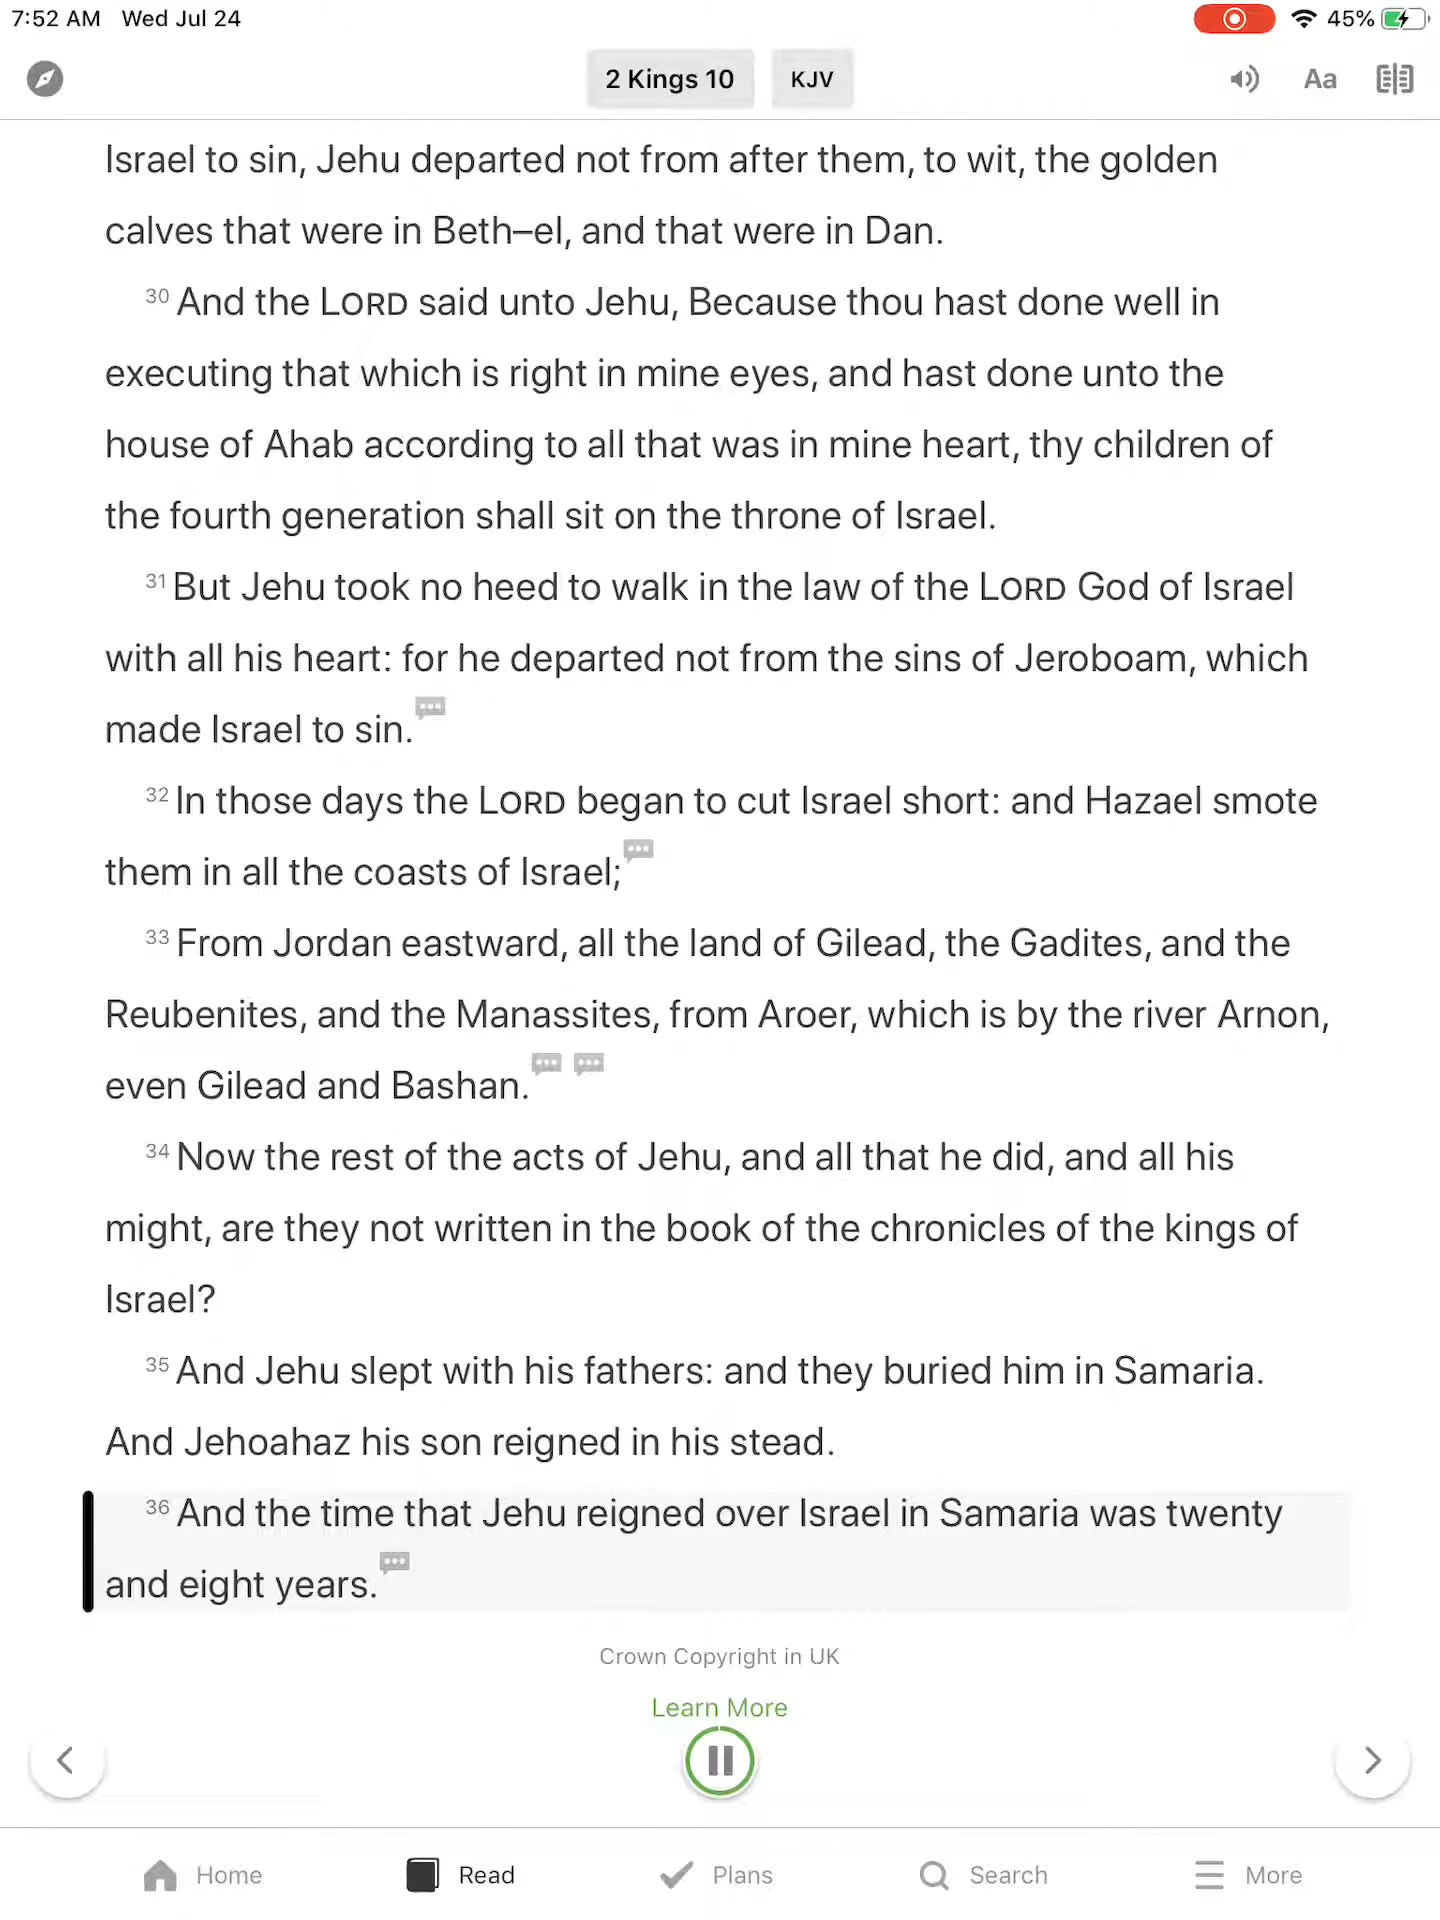 7:52 AM Wed Jul 24 45%
2 Kings 10 KJV Aa
Israel to sin, Jehu departed not from after them, to wit, the golden
calves that were in Beth–el, and that were in Dan.
30 And the LORD said unto Jehu, Because thou hast done well in
executing that which is right in mine eyes, and hast done unto the
house of Ahab according to all that was in mine heart, thy children of
the fourth generation shall sit on the throne of Israel.
31 But Jehu took no heed to walk in the law of the LORD God of Israel
with all his heart: for he departed not from the sins of Jeroboam, which
made Israel to sin.
32 In those days the LORD began to cut Israel short: and Hazael smote
them in all the coasts of Israel;
33 From Jordan eastward, all the land of Gilead, the Gadites, and the
Reubenites, and the Manassites, from Aroer, which is by the river Arnon,
even Gilead and Bashan.
34 Now the rest of the acts of Jehu, and all that he did, and all his
might, are they not written in the book of the chronicles of the kings of
Israel?
35 And Jehu slept with his fathers: and they buried him in Samaria.
And Jehoahaz his son reigned in his stead.
36 And the time that Jehu reigned over Israel in Samaria was twenty
and eight years.
Crown Copyright in UK
Learn More
Home Read Plans Search More